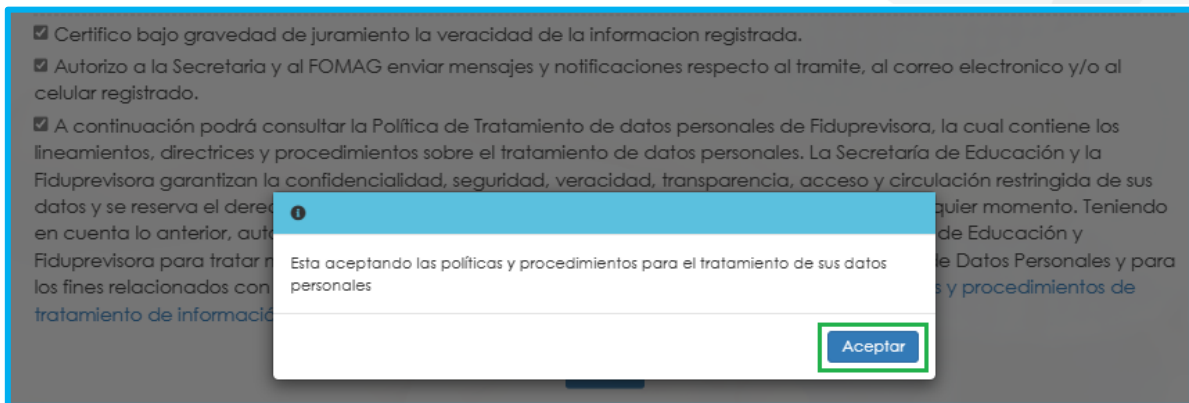 Certifico bajo gravedad de juramento la veracidad de la informacion registrada.
Autorizo a la Secretaria y al FOMAG enviar mensajes y notificaciones respecto al tramite, al correo electronico y/o al
celular registrado.
A continuación podrá consultar la Política de Tratamiento de datos personales de Fiduprevisora, la cual contiene los
lineamientos, directrices y procedimientos sobre el tratamiento de datos personales. La Secretaría de Educación y la
Fiduprevisora garantizan la confidencialidad, seguridad, veracidad, transparencia, acceso y circulación restringida de sus
datos y se reserva el derec quier momento. Teniendo
en cuenta lo anterior, auto de Educación y
Fiduprevisora para tratar de Datos Personales y para
los fines relacionados con s y procedimientos de
tratamiento de informació
Esta aceptando las políticas y procedimientos para el tratamiento de sus datos
personales
Aceptar